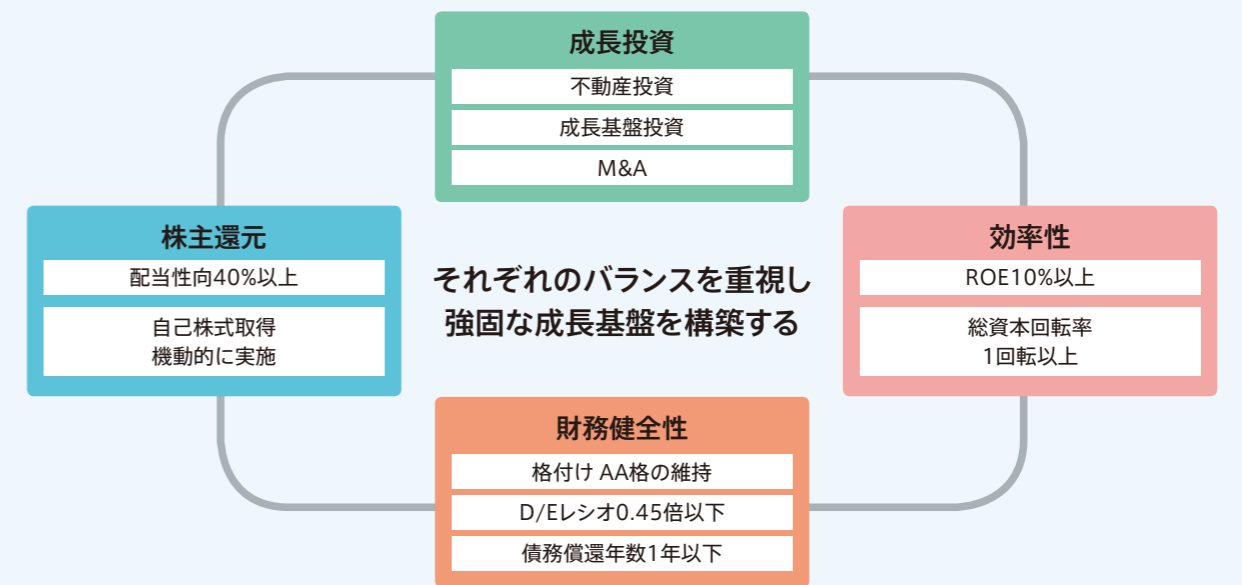 成長投資
不動産投資
成長基盤投資
M&A
株主還元
配当性向40%以上
自己株式取得
機動的に実施
それぞれのバランスを重視し
強固な成長基盤を構築する
効率性
ROE10%以上
総資本回転率
1回転以上
財務健全性
格付け AA格の維持
D/Eレシオ0.45倍以下
債務償還年数1年以下